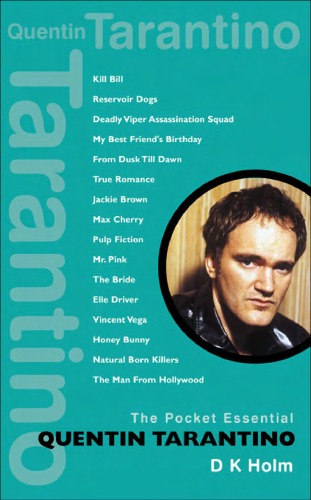 Quentin Tarantino
Tarantino
Kill Bill
Reservoir Dogs
Deadly Viper Assassination Squad
My Best Friend's Birthday
From Dusk Till Dawn
True Romance
Jackie Brown
Max Cherry
Pulp Fiction
Mr. Pink
The Bride
Elle Driver
Vincent Vega
Honey Bunny
Natural Born Killers
The Man From Hollywood
The Pocket Essential
QUENTIN TARANTINO
D K Holm